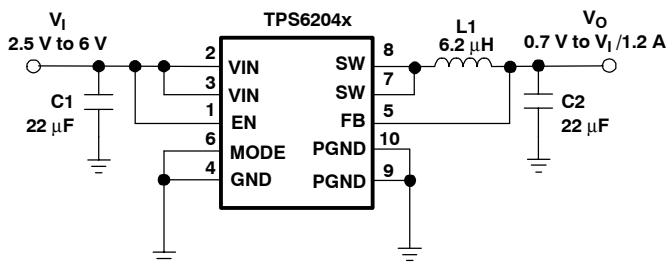 TPS6204x
V_I
2.5 V to 6 V
L1
6.2 µH
V_O
0.7 V to V_I /1.2 A
2 VIN
3 VIN
1 EN
6 MODE
4 GND
SW 8
SW 7
FB 5
PGND 10
PGND 9
C1
22 µF
C2
22 µF